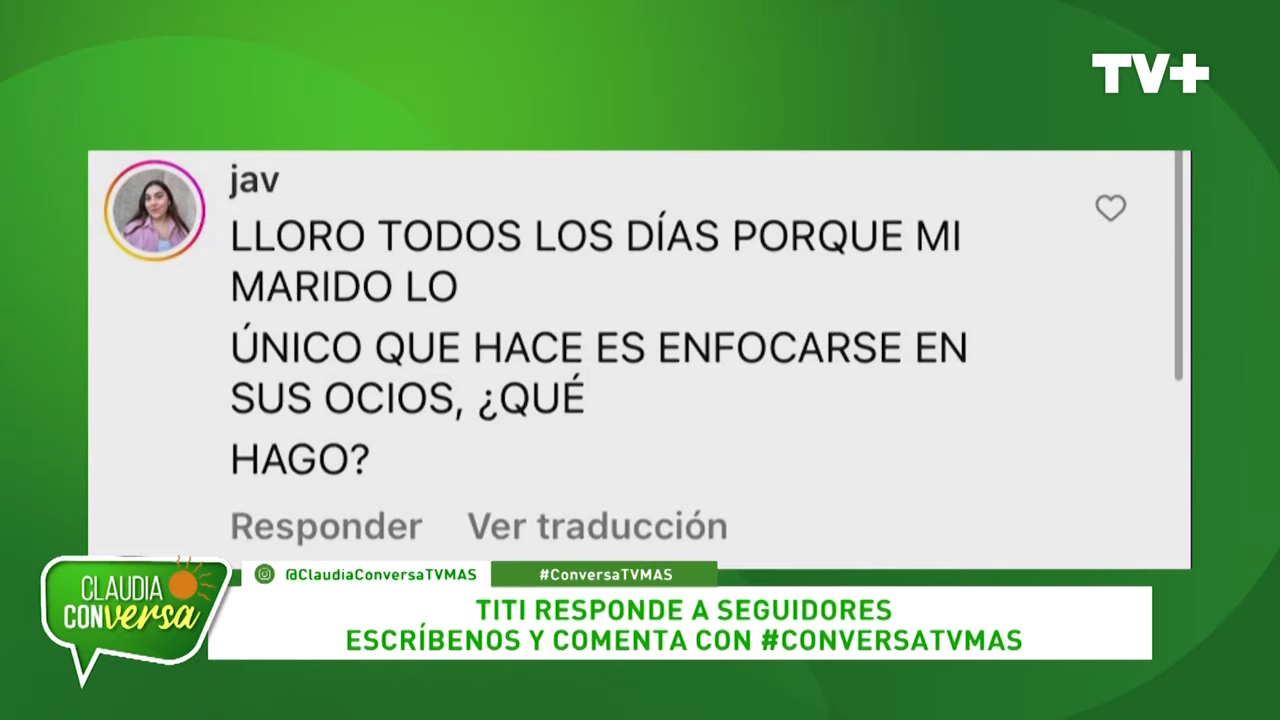 TV+
jav
LLORO TODOS LOS DÍAS PORQUE MI
MARIDO LO
ÚNICO QUE HACE ES ENFOCARSE EN
SUS OCIOS, ¿QUÉ
HAGO?
Responder Ver traducción
@ClaudiaConversaTVMAS #ConversaTVMAS
CLAUDIA
CONversa
TITI RESPONDE A SEGUIDORES
ESCRÍBENOS Y COMENTA CON #CONVERSATVMAS